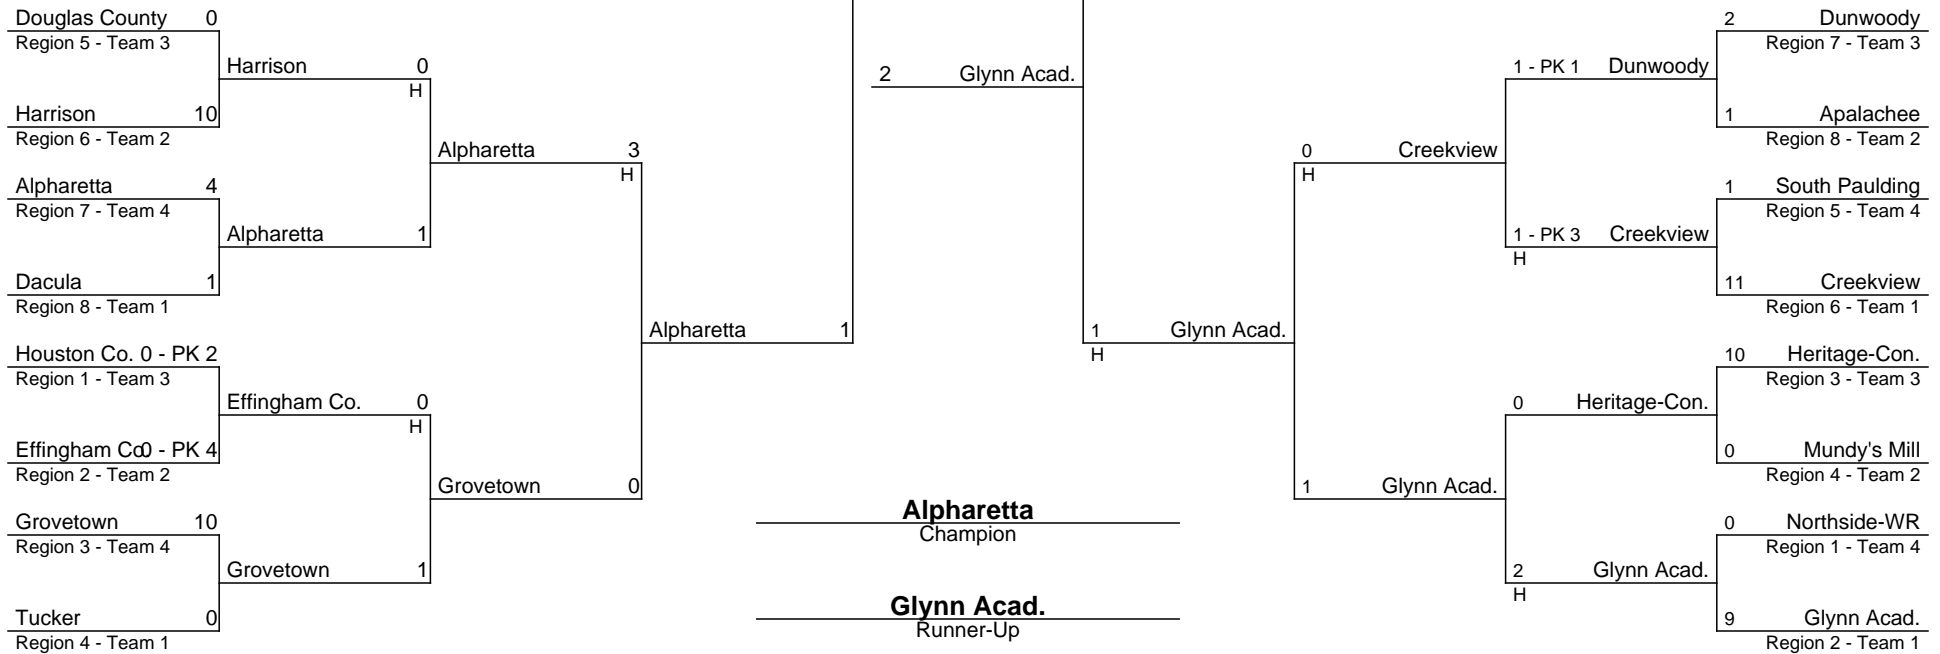 Douglas County 0
Region 5 - Team 3
Harrison 0
H
Harrison 10
Region 6 - Team 2
Alpharetta 3
H
Alpharetta 4
Region 7 - Team 4
Alpharetta 1
Dacula 1
Region 8 - Team 1
Alpharetta 1
Houston Co. 0 - PK 2
Region 1 - Team 3
Effingham Co. 0
H
Effingham Co 0 - PK 4
Region 2 - Team 2
Grovetown 0
Grovetown 10
Region 3 - Team 4
Grovetown 1
Tucker 0
Region 4 - Team 1
2 Glynn Acad.
Alpharetta
Champion
Glynn Acad.
Runner-Up
1 Glynn Acad.
H
0 Creekview
H
1 Glynn Acad.
1 - PK 1 Dunwoody
1 - PK 3 Creekview
H
0 Heritage-Con.
2 Glynn Acad.
H
2 Dunwoody
Region 7 - Team 3
1 Apalachee
Region 8 - Team 2
1 South Paulding
Region 5 - Team 4
11 Creekview
Region 6 - Team 1
10 Heritage-Con.
Region 3 - Team 3
0 Mundy's Mill
Region 4 - Team 2
0 Northside-WR
Region 1 - Team 4
9 Glynn Acad.
Region 2 - Team 1